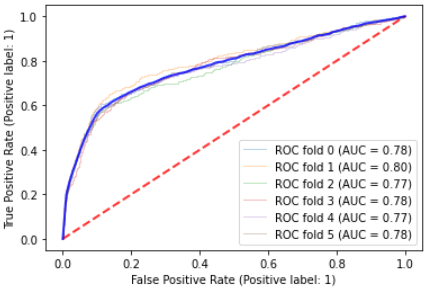 True Positive Rate (Positive label: 1)
1.0
0.8
0.6
0.4
0.2
0.0
ROC fold 0 (AUC = 0.78)
ROC fold 1 (AUC = 0.80)
ROC fold 2 (AUC = 0.77)
ROC fold 3 (AUC = 0.78)
ROC fold 4 (AUC = 0.77)
ROC fold 5 (AUC = 0.78)
0.0 0.2 0.4 0.6 0.8 1.0
False Positive Rate (Positive label: 1)